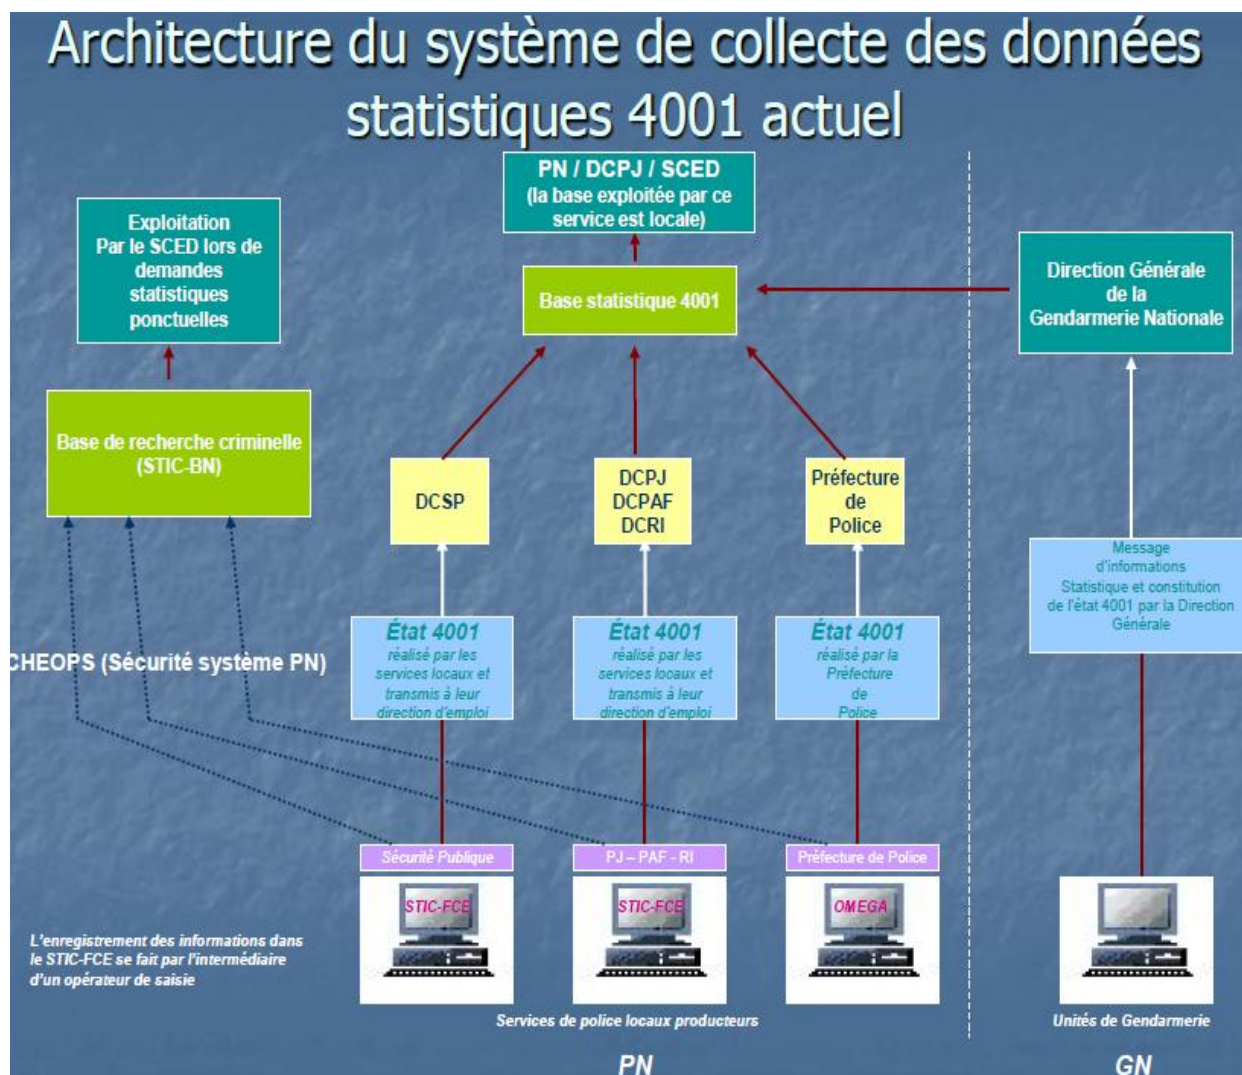 Architecture du système de collecte des données
statistiques 4001 actuel
PN / DCPJ / SCED
(la base exploitée par ce
service est locale)
Exploitation
Par le SCED lors de
demandes
statistiques
ponctuelles
Base statistique 4001
Direction Générale
de la
Gendarmerie Nationale
Base de recherche criminelle
(STIC-BN)
DCSP
DCPJ
DCPAF
DCRI
Préfecture
de
Police
Message
d'informations
Statistique et constitution
de l'état 4001 par la Direction
Générale
CHEOPS (Sécurité système PN)
État 4001
réalisé par les
services locaux et
transmis à leur
direction d'emploi
État 4001
réalisé par les
services locaux et
transmis à leur
direction d'emploi
État 4001
réalisé par la
Préfecture
de
Police
Sécurité Publique
PJ – PAF - RI
Préfecture de Police
STIC-FCE
STIC-FCE
OMEGA
L'enregistrement des informations dans
le STIC-FCE se fait par l'intermédiaire
d'un opérateur de saisie
Services de police locaux producteurs
Unités de Gendarmerie
PN
GN